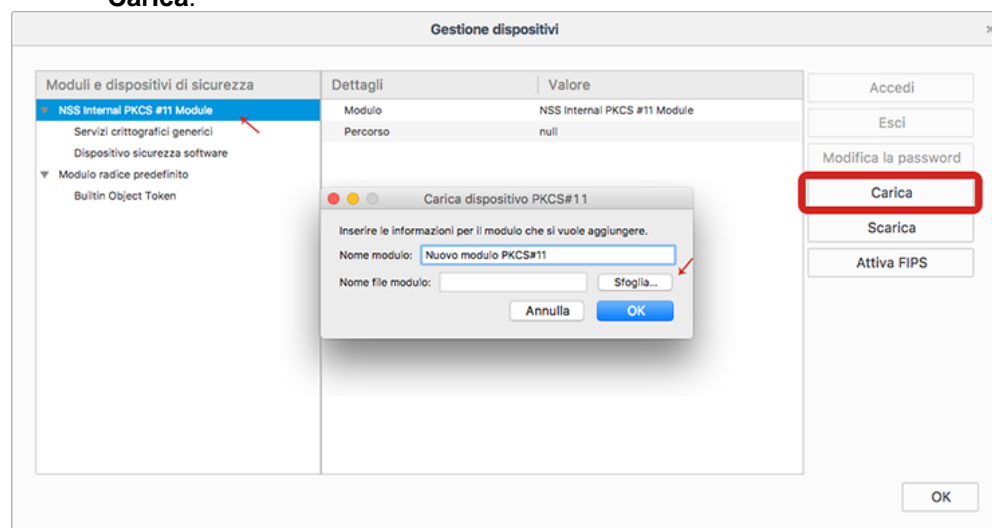 Carica.
Gestione dispositivi
Moduli e dispositivi di sicurezza
Dettagli
Valore
Accedi
NSS Internal PKCS #11 Module
Modulo
NSS Internal PKCS #11 Module
Servizi crittografici generici
Percorso
null
Esci
Dispositivo sicurezza software
Modifica la password
Modulo radice predefinito
Builtin Object Token
Carica
Carica dispositivo PKCS#11
Scarica
Inserire le informazioni per il modulo che si vuole aggiungere.
Nome modulo: Nuovo modulo PKCS#11
Attiva FIPS
Nome file modulo:
Sfoglia...
Annulla
OK
OK